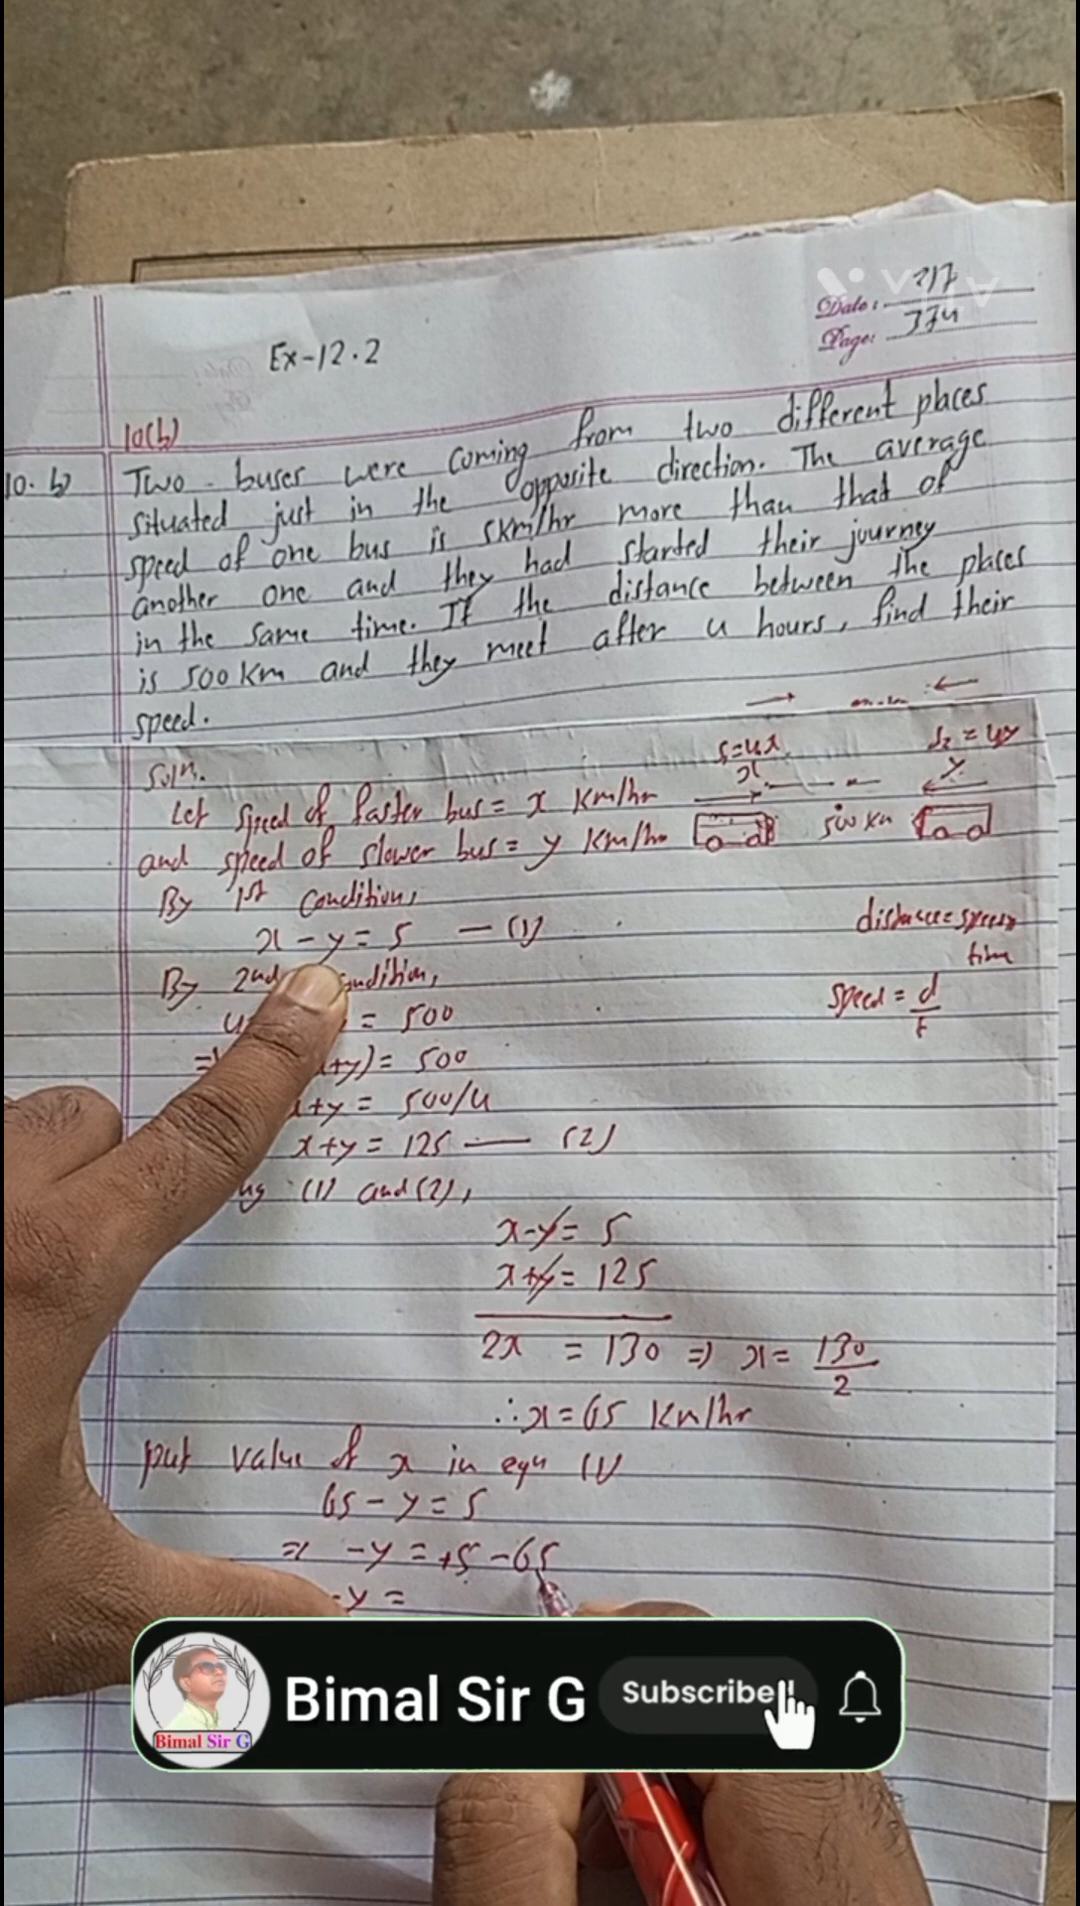 Date: 217
Page: 374
Ex-12.2
10(b)
10. b) Two buses were coming from two different places
situated just in the opposite direction. The average
speed of one bus is 5km/hr more than that of
another one and they had started their journey
in the same time. If the distance between the places
is 500 km and they meet after 4 hours, find their
speed.
Soln.
Let speed of faster bus = x Km/hr
and speed of slower bus = y Km/hr
S1=4x
S2 = 4y
x
y
500 km
By 1st Condition,
x - y = 5 — (1)
distance = speed x
time
By 2nd Condition,
speed = d/t
= 500
+y) = 500
x+y = 500/4
x+y = 125 — (2)
(1) and (2),
x-y = 5
x+y = 125
2x = 130 => x = 130/2
∴ x = 65 Km/hr
put value of x in eqn (1)
65 - y = 5
=> -y = +5 - 65
-y =
Bimal Sir G
Subscribe
Bimal Sir G